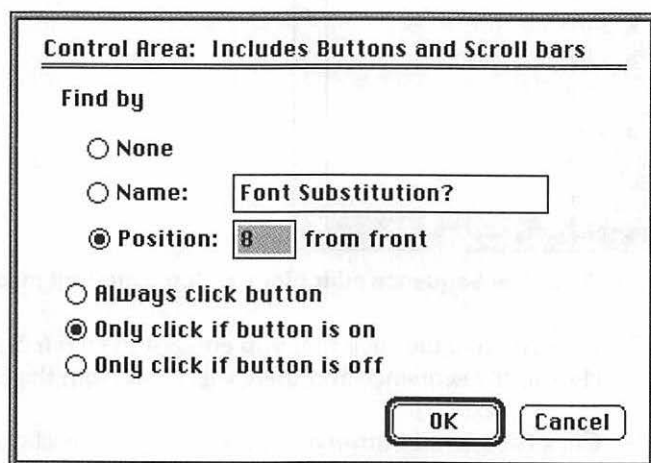 Control Area: Includes Buttons and Scroll bars
Find by
None
Name: Font Substitution?
Position: 8 from front
Always click button
Only click if button is on
Only click if button is off
OK Cancel